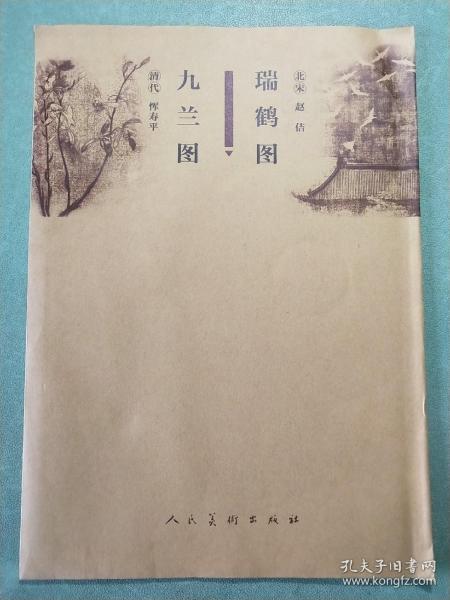 北宋 赵佶
瑞鹤图
九兰图
清代 恽寿平
人民美術出版社
孔夫子旧书网
www.kongfz.com